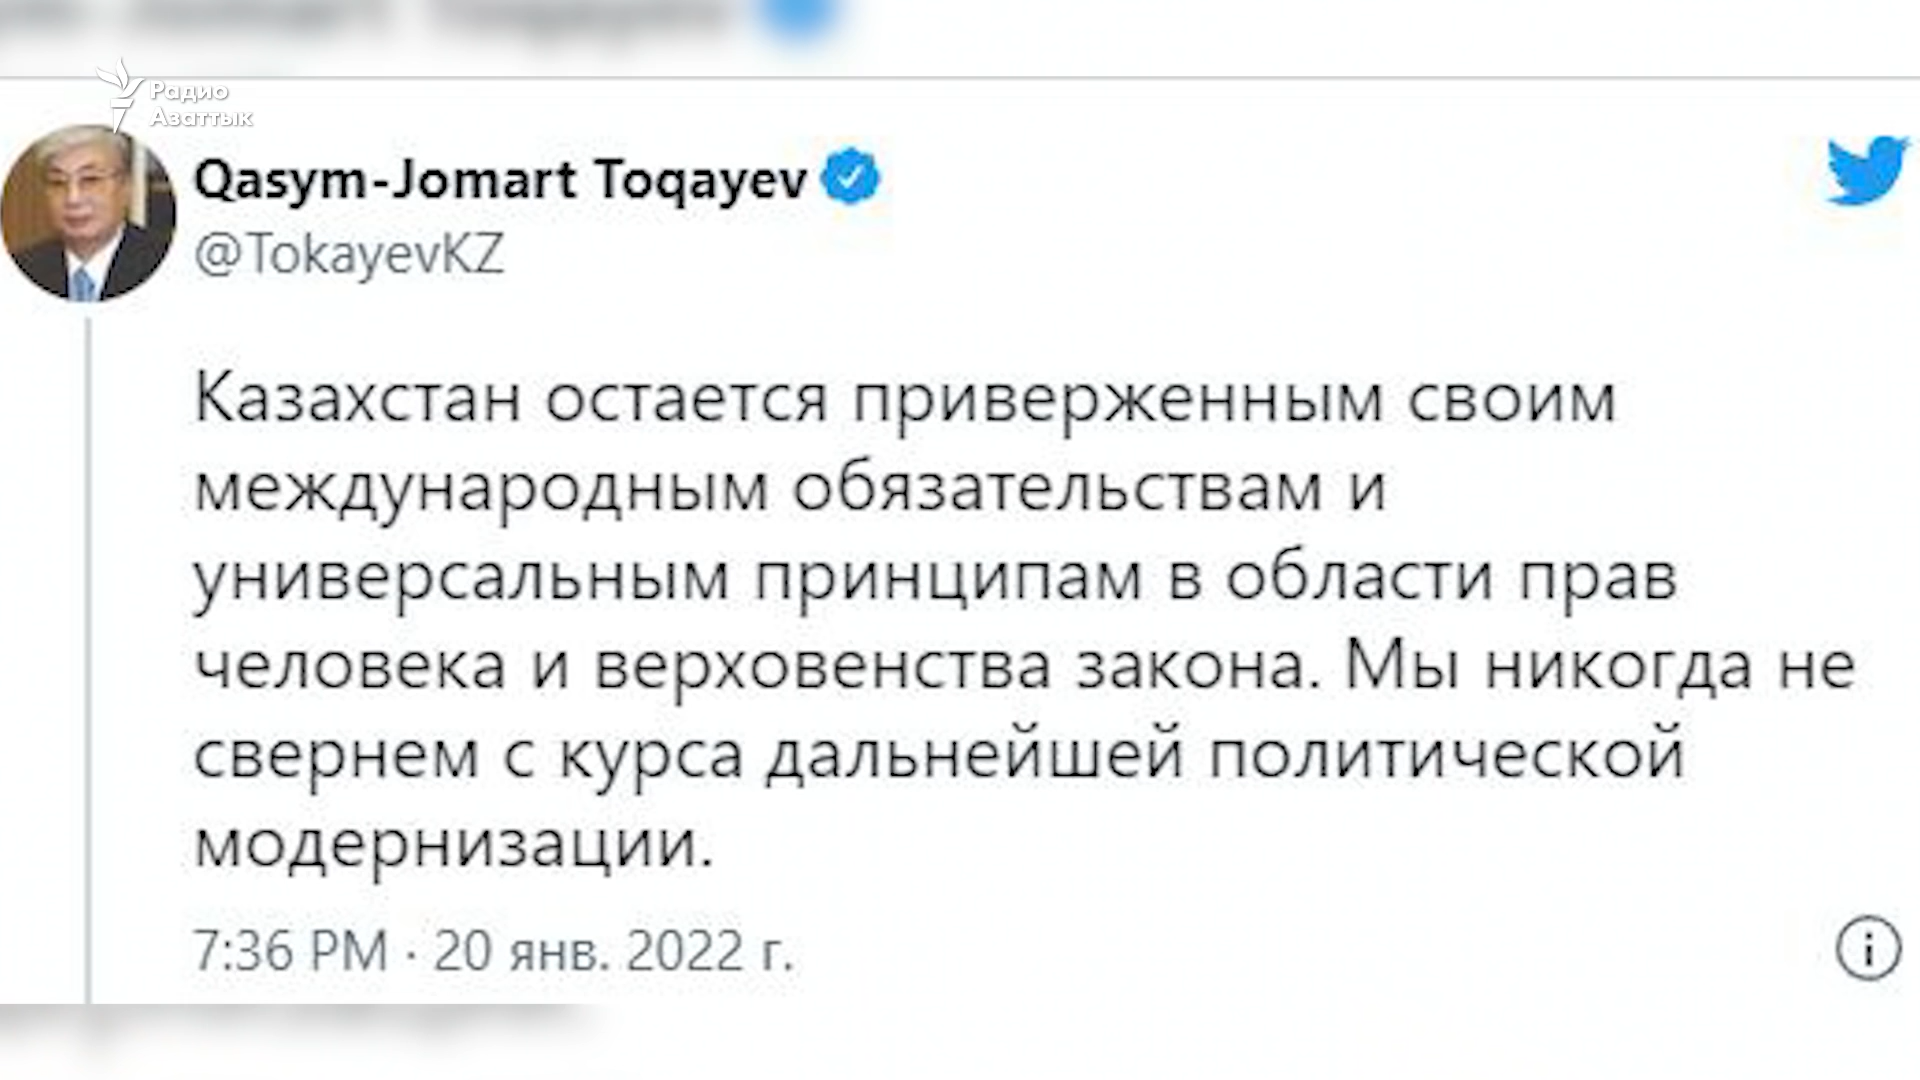 Радио
Азаттык
Qasym-Jomart Toqayev
@TokayevKZ
Казахстан остается приверженным своим
международным обязательствам и
универсальным принципам в области прав
человека и верховенства закона. Мы никогда не
свернем с курса дальнейшей политической
модернизации.
7:36 PM · 20 янв. 2022 г.